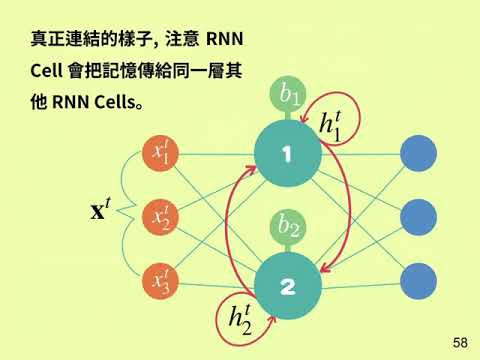 真正連結的樣子, 注意 RNN
Cell 會把記憶傳給同一層其
他 RNN Cells。
b₁
h₁ᵗ
x₁ᵗ
1
xᵗ
x₂ᵗ
b₂
x₃ᵗ
2
h₂ᵗ
58